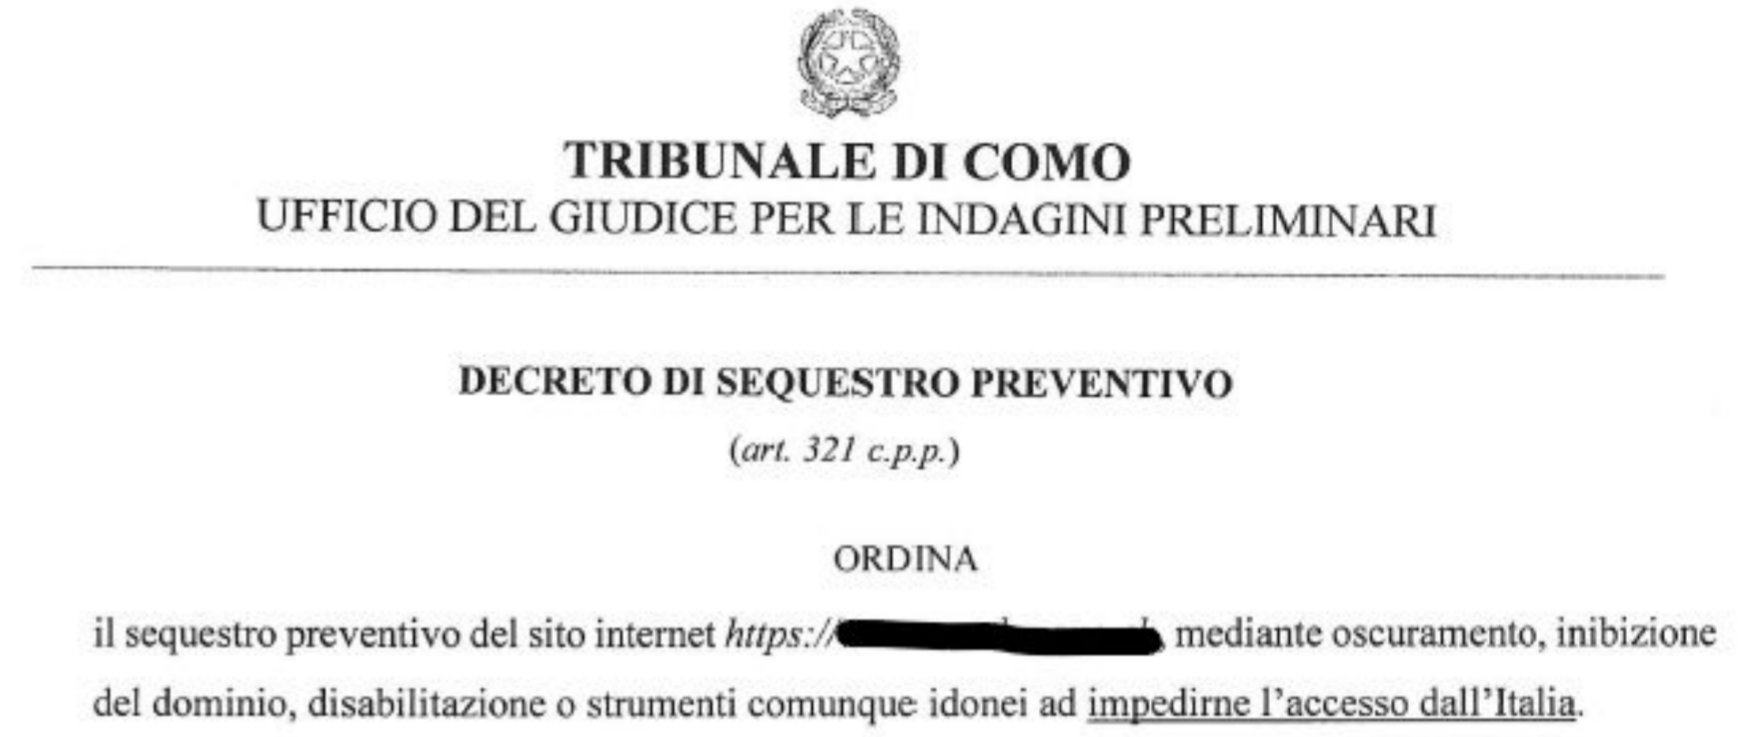 TRIBUNALE DI COMO
UFFICIO DEL GIUDICE PER LE INDAGINI PRELIMINARI
DECRETO DI SEQUESTRO PREVENTIVO
(art. 321 c.p.p.)
ORDINA
il sequestro preventivo del sito internet https:// mediante oscuramento, inibizione
del dominio, disabilitazione o strumenti comunque idonei ad impedirne l'accesso dall'Italia.